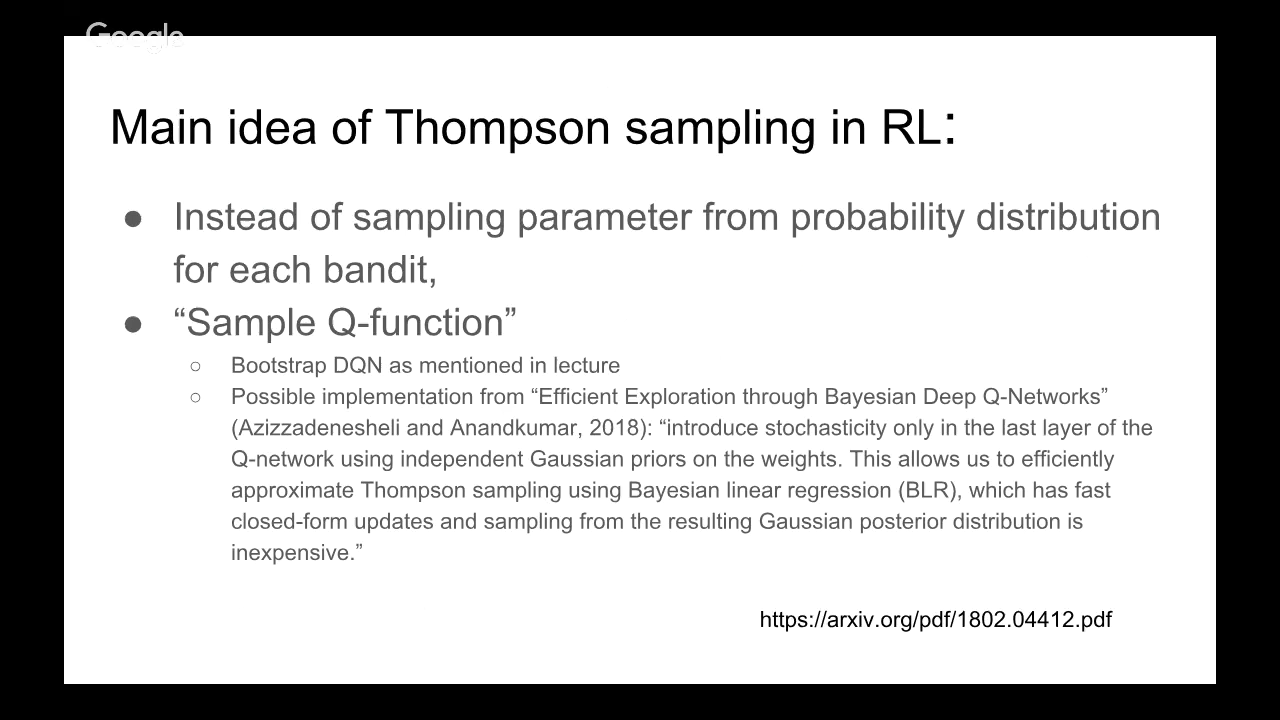 Google
Main idea of Thompson sampling in RL:
● Instead of sampling parameter from probability distribution
for each bandit,
● “Sample Q-function”
○ Bootstrap DQN as mentioned in lecture
○ Possible implementation from “Efficient Exploration through Bayesian Deep Q-Networks”
(Azizzadenesheli and Anandkumar, 2018): “introduce stochasticity only in the last layer of the
Q-network using independent Gaussian priors on the weights. This allows us to efficiently
approximate Thompson sampling using Bayesian linear regression (BLR), which has fast
closed-form updates and sampling from the resulting Gaussian posterior distribution is
inexpensive.”
https://arxiv.org/pdf/1802.04412.pdf